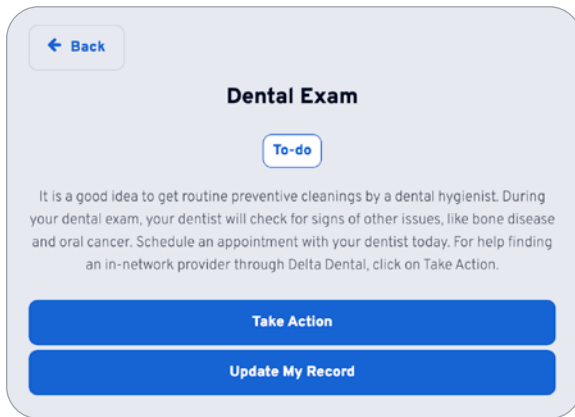 Back
Dental Exam
To-do
It is a good idea to get routine preventive cleanings by a dental hygienist. During
your dental exam, your dentist will check for signs of other issues, like bone disease
and oral cancer. Schedule an appointment with your dentist today. For help finding
an in-network provider through Delta Dental, click on Take Action.
Take Action
Update My Record